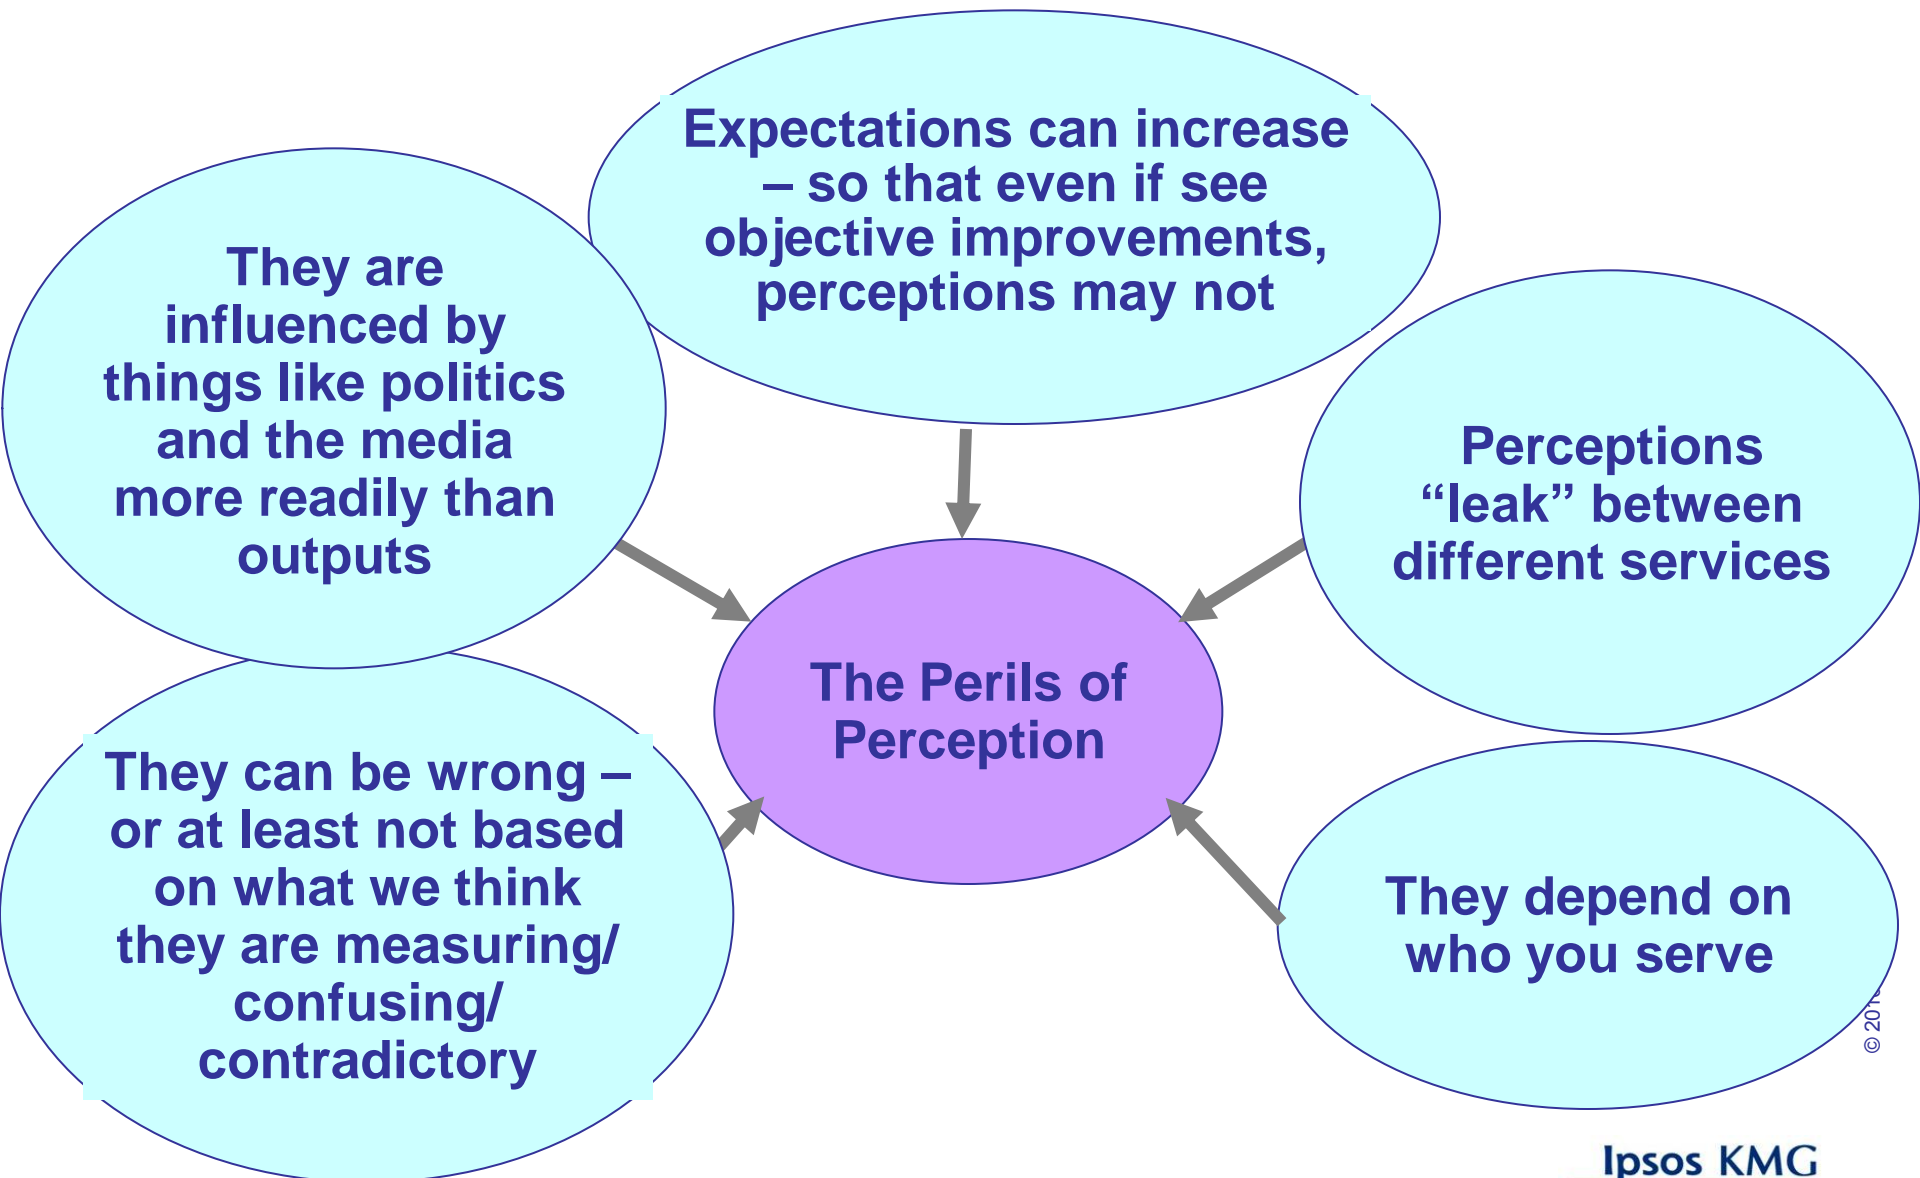 Expectations can increase
– so that even if see
objective improvements,
perceptions may not
They are
influenced by
things like politics
and the media
more readily than
outputs
Perceptions
“leak” between
different services
The Perils of
Perception
They can be wrong –
or at least not based
on what we think
they are measuring/
confusing/
contradictory
They depend on
who you serve
©
Ipsos KMG